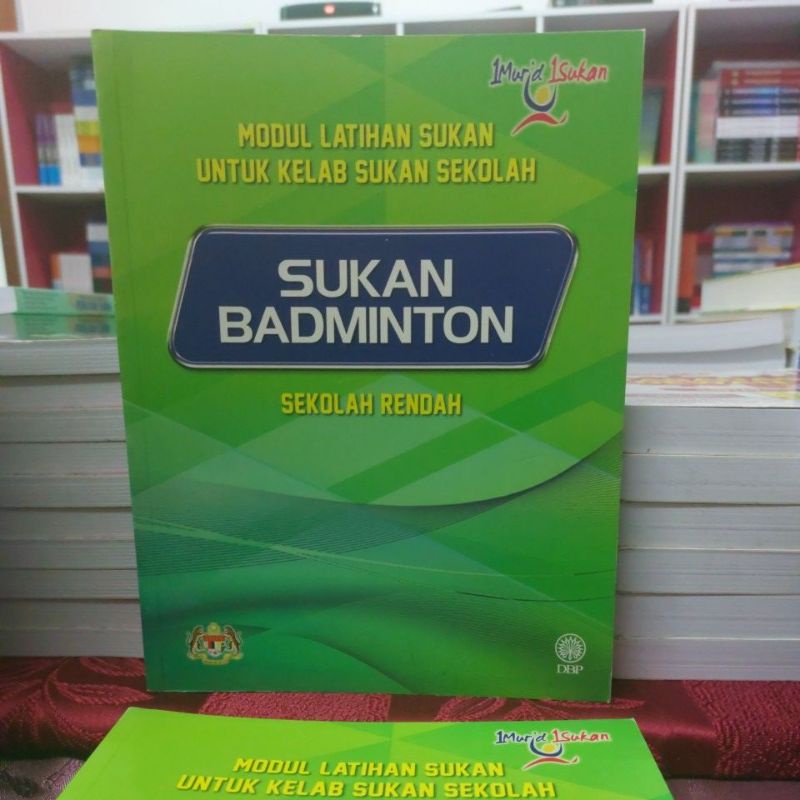 1Murid 1Sukan
MODUL LATIHAN SUKAN
UNTUK KELAB SUKAN SEKOLAH
SUKAN
BADMINTON
SEKOLAH RENDAH
DBP
1Murid 1Sukan
MODUL LATIHAN SUKAN
UNTUK KELAB SUKAN SEKOLAH